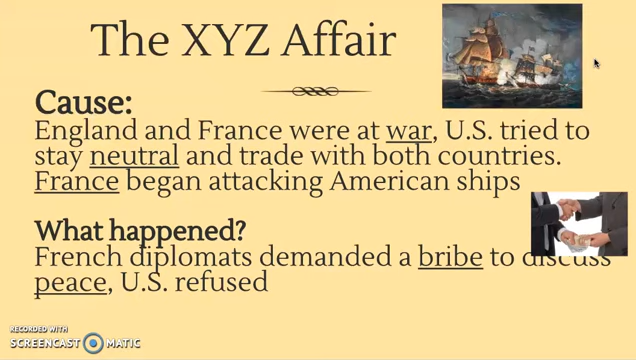 The XYZ Affair
Cause:
England and France were at war, U.S. tried to
stay neutral and trade with both countries.
France began attacking American ships
What happened?
French diplomats demanded a bribe to discuss
peace, U.S. refused
RECORDED WITH
SCREENCAST MATIC